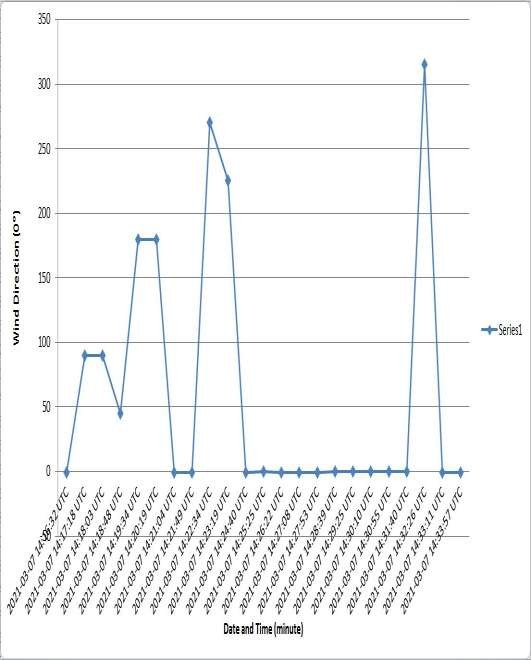 350
300
250
200
150
100
50
0
Wind Direction (0°)
Series1
2021-03-07 14:16:32 UTC
2021-03-07 14:17:18 UTC
2021-03-07 14:18:03 UTC
2021-03-07 14:18:48 UTC
2021-03-07 14:19:34 UTC
2021-03-07 14:20:19 UTC
2021-03-07 14:21:04 UTC
2021-03-07 14:21:49 UTC
2021-03-07 14:22:34 UTC
2021-03-07 14:23:19 UTC
2021-03-07 14:24:40 UTC
2021-03-07 14:25:25 UTC
2021-03-07 14:26:22 UTC
2021-03-07 14:27:08 UTC
2021-03-07 14:27:53 UTC
2021-03-07 14:28:39 UTC
2021-03-07 14:29:25 UTC
2021-03-07 14:30:10 UTC
2021-03-07 14:30:55 UTC
2021-03-07 14:31:40 UTC
2021-03-07 14:32:26 UTC
2021-03-07 14:33:11 UTC
2021-03-07 14:33:57 UTC
Date and Time (minute)